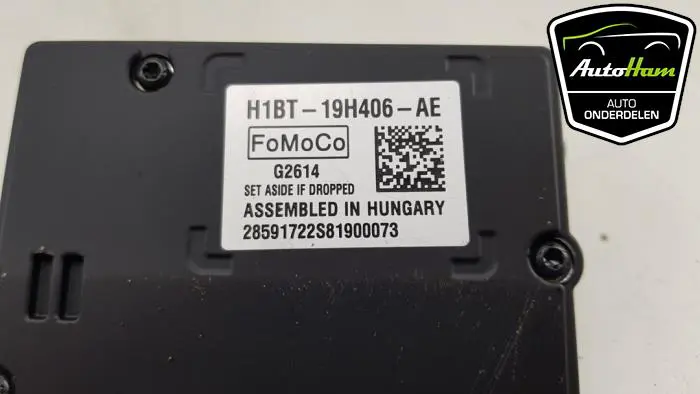 H1BT-19H406-AE
FoMoCo
G2614
SET ASIDE IF DROPPED
ASSEMBLED IN HUNGARY
28591722S81900073
AutoHam
AUTO
ONDERDELEN